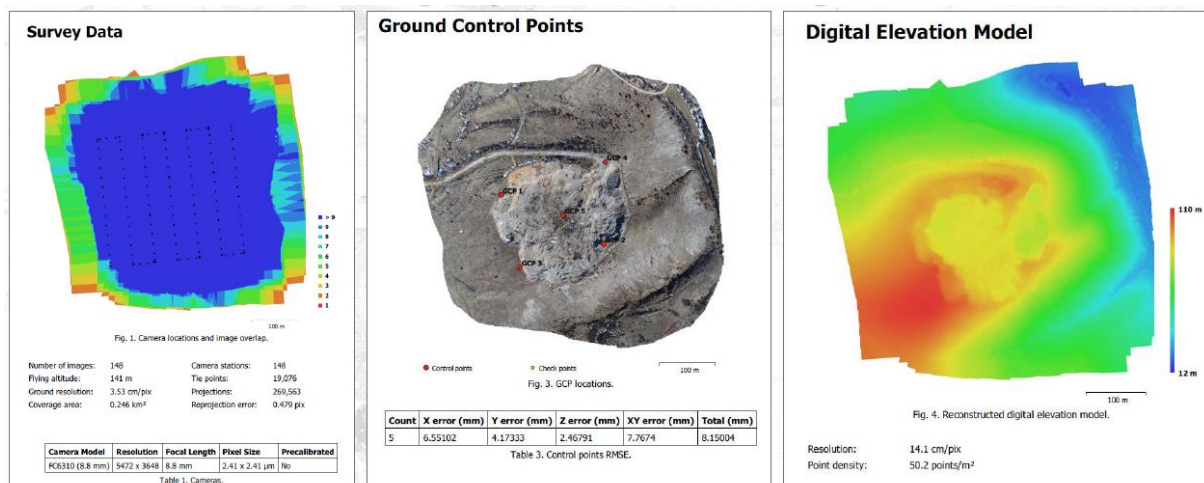 Survey Data
> 9
9
8
7
6
5
4
3
2
1
100 m
Fig. 1. Camera locations and image overlap.
Number of images: 148 Camera stations: 148
Flying altitude: 141 m Tie points: 19,076
Ground resolution: 3.53 cm/pix Projections: 269,563
Coverage area: 0.246 km² Reprojection error: 0.479 pix
Camera Model Resolution Focal Length Pixel Size Precalibrated
FC6310 (8.8 mm) 5472 x 3648 8.8 mm 2.41 x 2.41 μm No
Table 1. Cameras.
Ground Control Points
GCP 4
GCP 1
GCP 5
GCP 2
GCP 3
Control points Check points
100 m
Fig. 3. GCP locations.
Count X error (mm) Y error (mm) Z error (mm) XY error (mm) Total (mm)
5 6.55102 4.17333 2.46791 7.7674 8.15004
Table 3. Control points RMSE.
Digital Elevation Model
110 m
12 m
100 m
Fig. 4. Reconstructed digital elevation model.
Resolution: 14.1 cm/pix
Point density: 50.2 points/m²